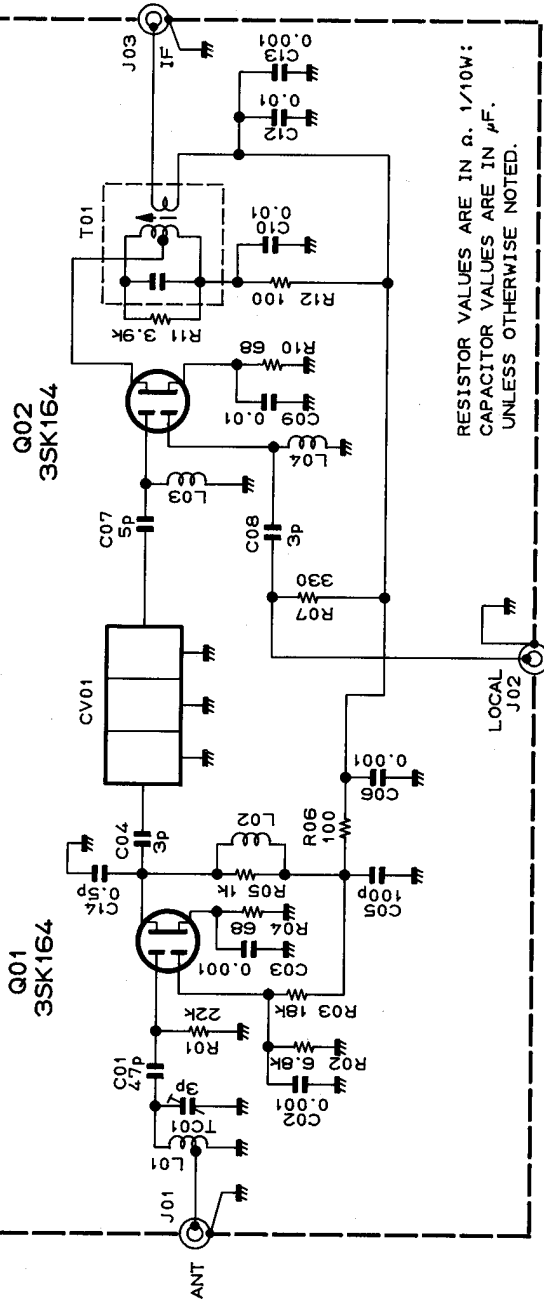 Q01
3SK164
Q02
3SK164
ANT
J01
L01
TC01
3p
C01
47p
R01
22k
C02
0.001
R02
6.8k
R03
18k
C03
0.001
R04
68
C14
0.5p
C04
3p
R05
1k
L02
C05
100p
R06
100
C06
0.001
CV01
C07
5p
L03
C08
3p
L04
R07
330
LOCAL
J02
C09
0.01
R10
68
R11
3.9k
T01
R12
100
C10
0.01
C12
0.01
C13
0.001
J03
IF
RESISTOR VALUES ARE IN Ω. 1/10W;
CAPACITOR VALUES ARE IN μF.
UNLESS OTHERWISE NOTED.